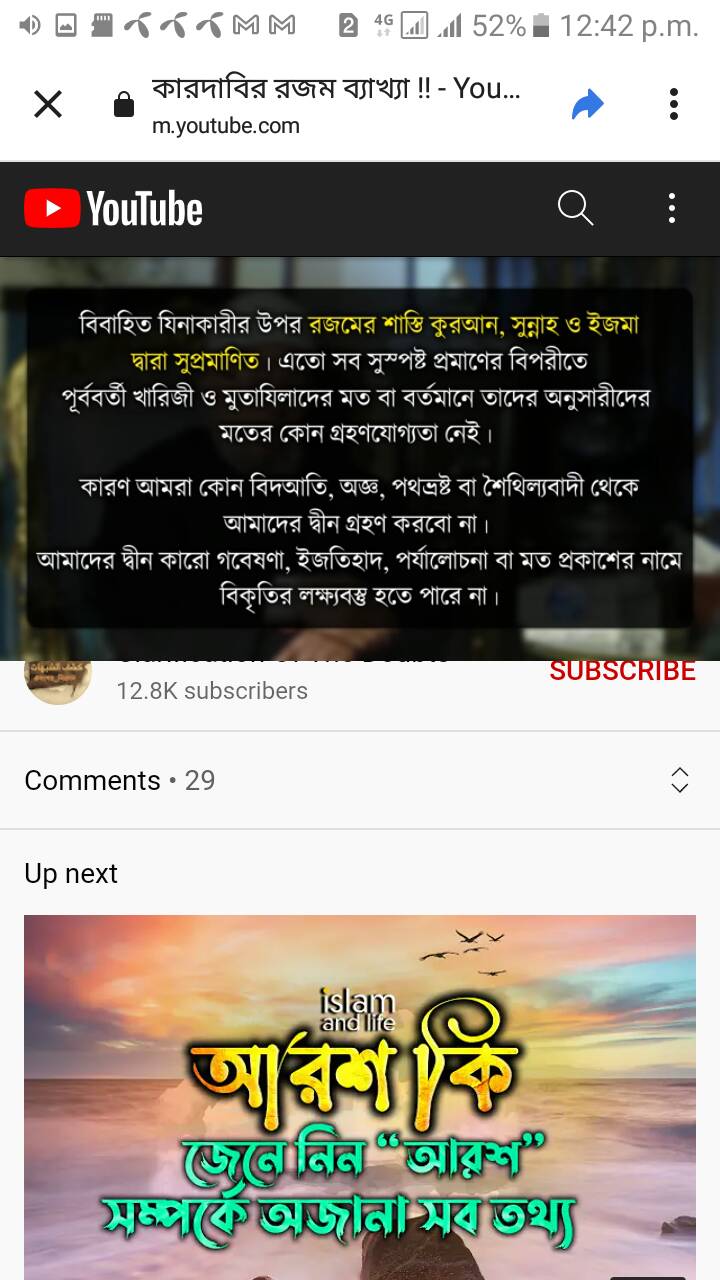 4G 52% 12:42 p.m.
কারদাবির রজম ব্যাখ্যা !! - You...
m.youtube.com
YouTube
বিবাহিত যিনাকারীর উপর রজমের শাস্তি কুরআন, সুন্নাহ ও ইজমা
দ্বারা সুপ্রমাণিত। এতো সব সুস্পষ্ট প্রমাণের বিপরীতে
পূর্ববর্তী খারিজী ও মুতাযিলাদের মত বা বর্তমানে তাদের অনুসারীদের
মতের কোন গ্রহণযোগ্যতা নেই।
কারণ আমরা কোন বিদআতি, অজ্ঞ, পথভ্রষ্ট বা শৈথিল্যবাদী থেকে
আমাদের দ্বীন গ্রহণ করবো না।
আমাদের দ্বীন কারো গবেষণা, ইজতিহাদ, পর্যালোচনা বা মত প্রকাশের নামে
বিকৃতির লক্ষ্যবস্তু হতে পারে না।
SUBSCRIBE
12.8K subscribers
Comments • 29
Up next
islam
and life
আরশ কি
জেনে নিন “আরশ”
সম্পর্কে অজানা সব তথ্য